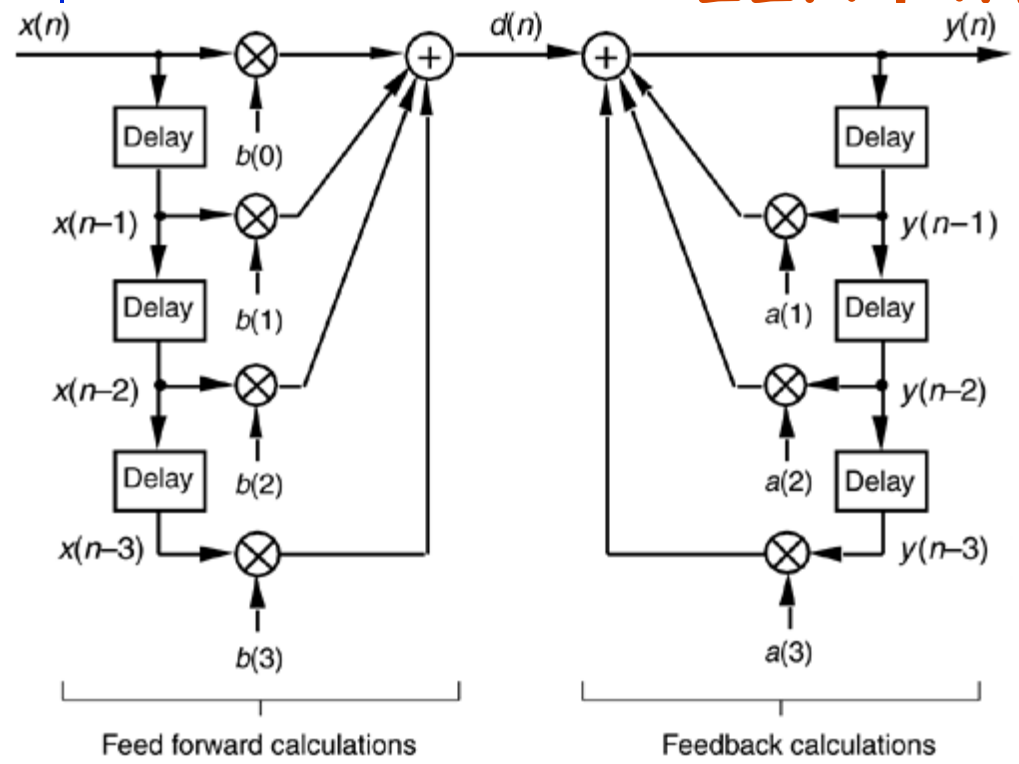 x(n) d(n) y(n)
Delay Delay
b(0)
x(n–1) y(n–1)
Delay Delay
b(1) a(1)
x(n–2) y(n–2)
Delay Delay
b(2) a(2)
x(n–3) y(n–3)
b(3) a(3)
Feed forward calculations Feedback calculations